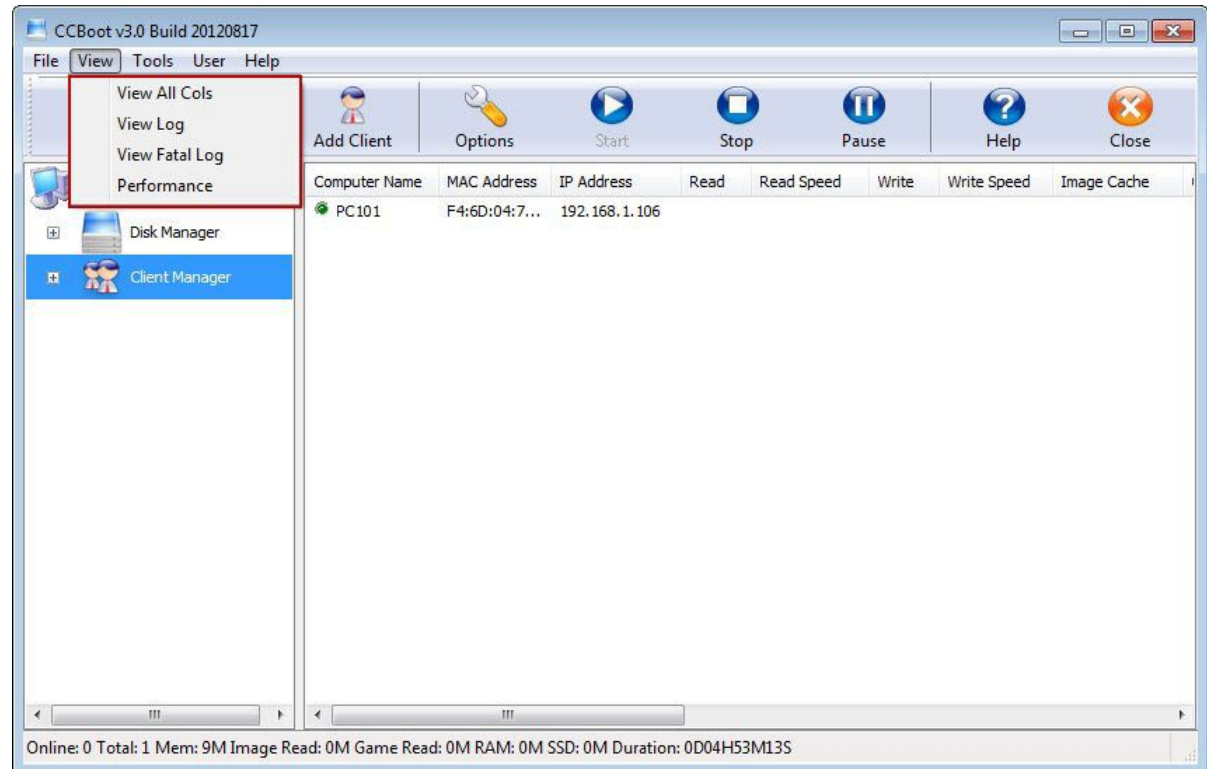 CCBoot v3.0 Build 20120817
File View Tools User Help
View All Cols
View Log
View Fatal Log
Performance
Add Client Options Start Stop Pause Help Close
Computer Name MAC Address IP Address Read Read Speed Write Write Speed Image Cache
PC101 F4:6D:04:7... 192.168.1.106
Disk Manager
Client Manager
Online: 0 Total: 1 Mem: 9M Image Read: 0M Game Read: 0M RAM: 0M SSD: 0M Duration: 0D04H53M13S